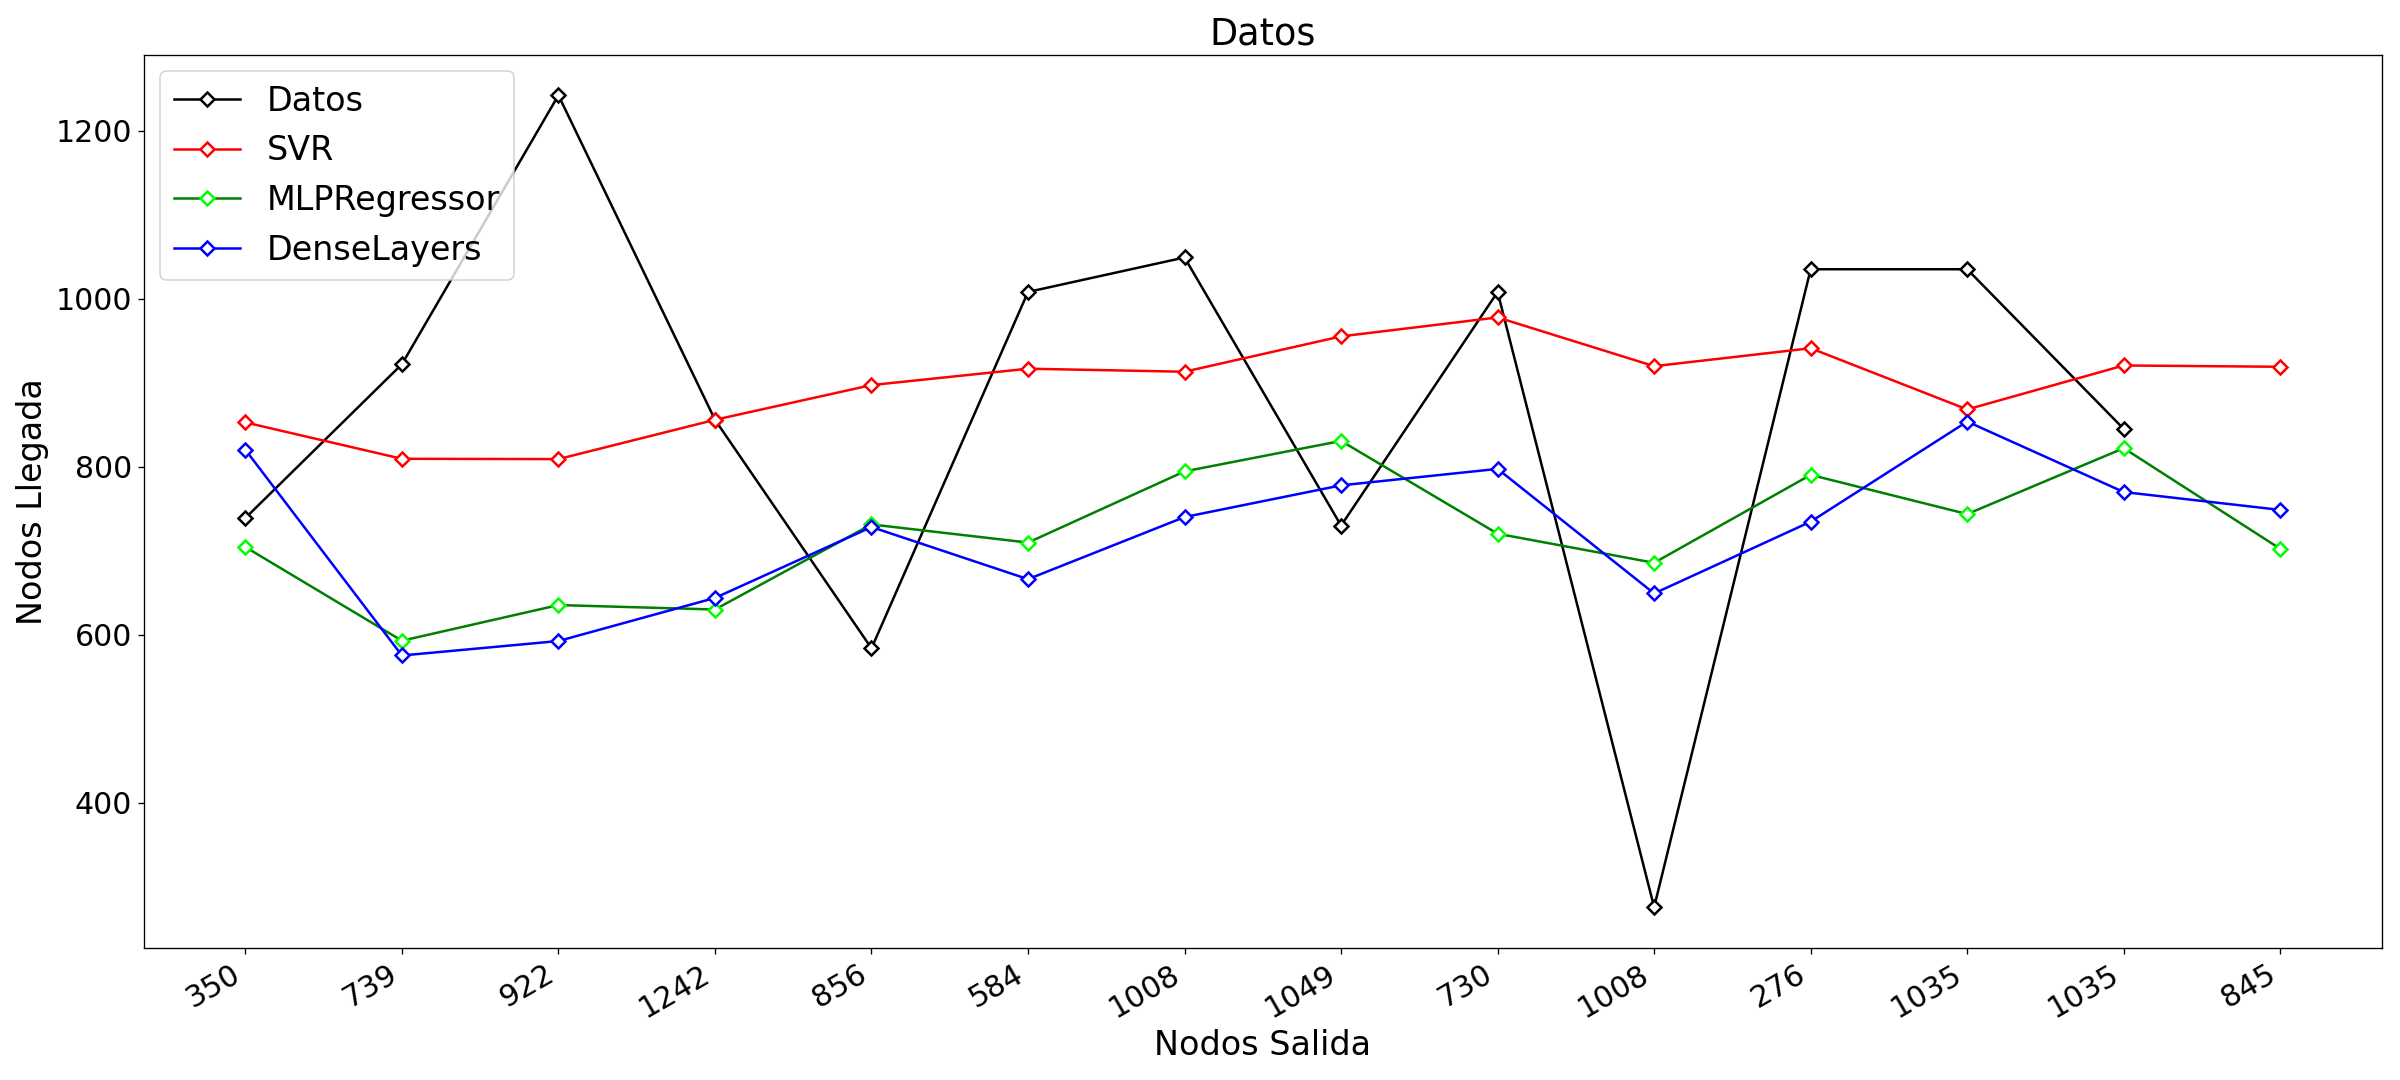 Datos
Datos
SVR
MLPRegressor
DenseLayers
1200
1000
800
600
400
Nodos Llegada
350 739 922 1242 856 584 1008 1049 730 1008 276 1035 1035 845
Nodos Salida